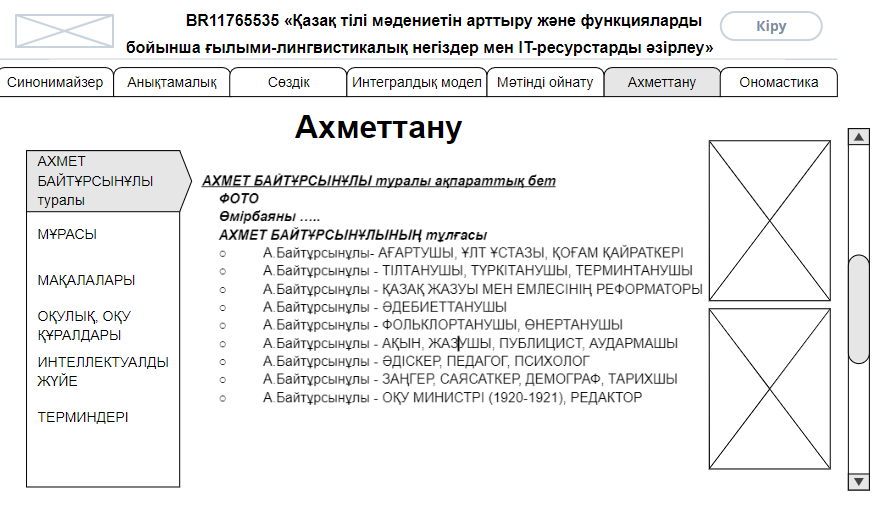 BR11765535 «Қазақ тілі мәдениетін арттыру және функцияларды
бойынша ғылыми-лингвистикалық негіздер мен IT-ресурстарды әзірлеу»
Кіру
Синонимайзер
Анықтамалық
Сөздік
Интегралдық модел
Мәтінді ойнату
Ахметтану
Ономастика
Ахметтану
АХМЕТ
БАЙТҰРСЫНҰЛЫ
туралы
МҰРАСЫ
МАҚАЛАЛАРЫ
ОҚУЛЫҚ, ОҚУ
ҚҰРАЛДАРЫ
ИНТЕЛЛЕКТУАЛДЫ
ЖҮЙЕ
ТЕРМИНДЕРІ
АХМЕТ БАЙТҰРСЫНҰЛЫ туралы ақпараттық бет
ФОТО
Өмірбаяны …..
АХМЕТ БАЙТҰРСЫНҰЛЫНЫҢ тұлғасы
○ А.Байтұрсынұлы- АҒАРТУШЫ, ҰЛТ ҰСТАЗЫ, ҚОҒАМ ҚАЙРАТКЕРІ
○ А.Байтұрсынұлы - ТІЛТАНУШЫ, ТҮРКІТАНУШЫ, ТЕРМИНТАНУШЫ
○ А.Байтұрсынұлы - ҚАЗАҚ ЖАЗУЫ МЕН ЕМЛЕСІНІҢ РЕФОРМАТОРЫ
○ А.Байтұрсынұлы - ӘДЕБИЕТТАНУШЫ
○ А.Байтұрсынұлы - ФОЛЬКЛОРТАНУШЫ, ӨНЕРТАНУШЫ
○ А.Байтұрсынұлы - АҚЫН, ЖАЗУШЫ, ПУБЛИЦИСТ, АУДАРМАШЫ
○ А.Байтұрсынұлы - ӘДІСКЕР, ПЕДАГОГ, ПСИХОЛОГ
○ А.Байтұрсынұлы - ЗАҢГЕР, САЯСАТКЕР, ДЕМОГРАФ, ТАРИХШЫ
○ А.Байтұрсынұлы - ОҚУ МИНИСТРІ (1920-1921), РЕДАКТОР